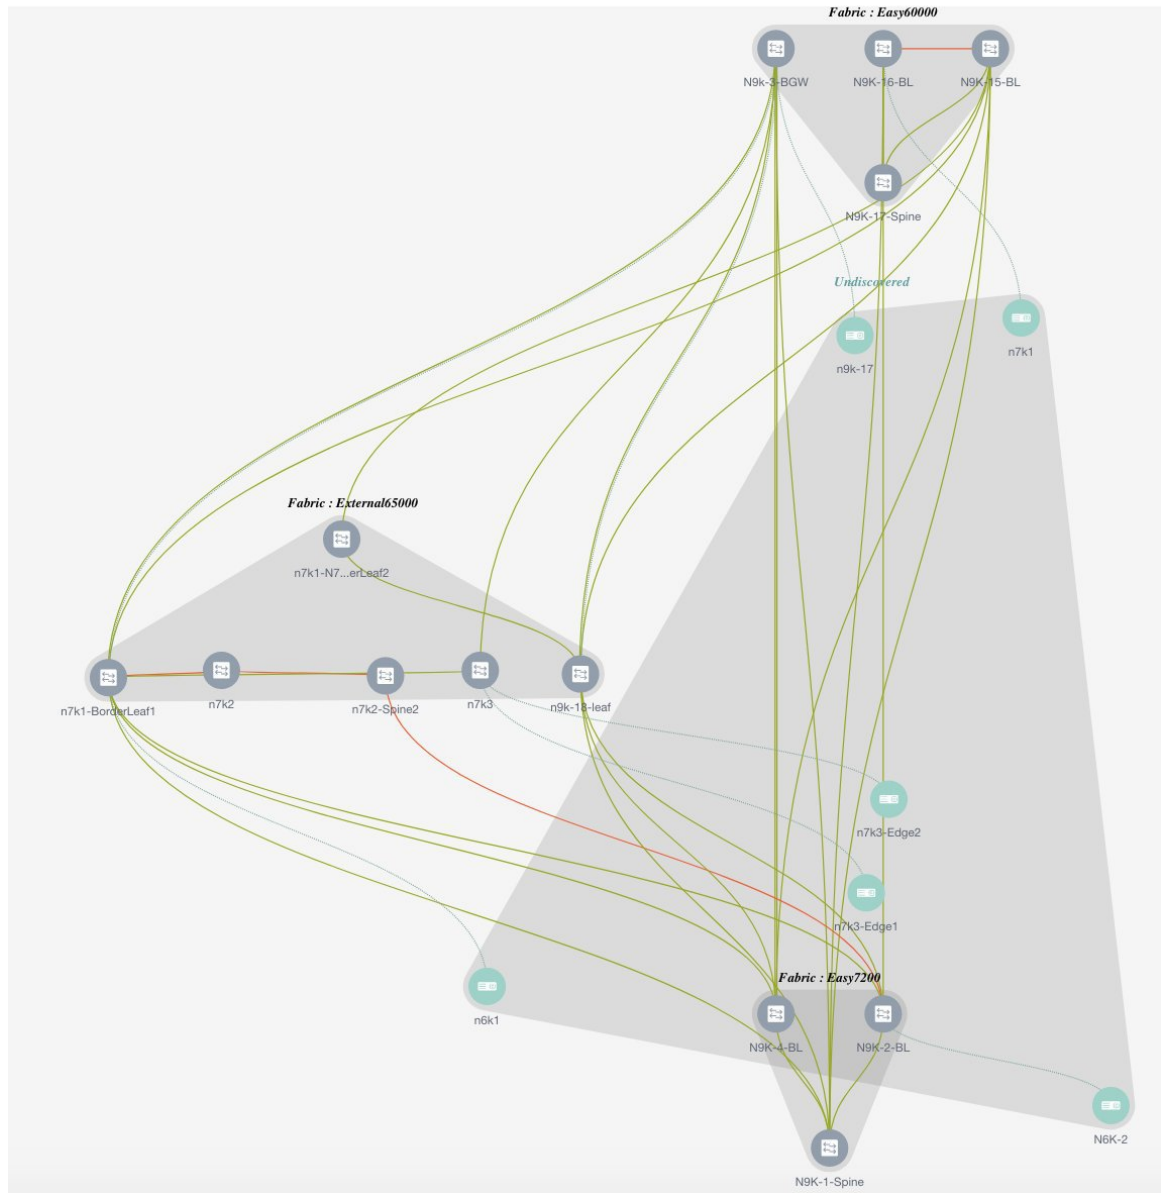 Fabric : Easy60000
N9k-3-BGW
N9K-16-BL
N9K-15-BL
N9K-17-Spine
Undiscovered
n9k-17
n7k1
Fabric : External65000
n7k1-N7...erLeaf2
n7k1-BorderLeaf1
n7k2
n7k2-Spine2
n7k3
n9k-18-leaf
n7k3-Edge2
n7k3-Edge1
Fabric : Easy7200
n6k1
N9K-4-BL
N9K-2-BL
N6K-2
N9K-1-Spine